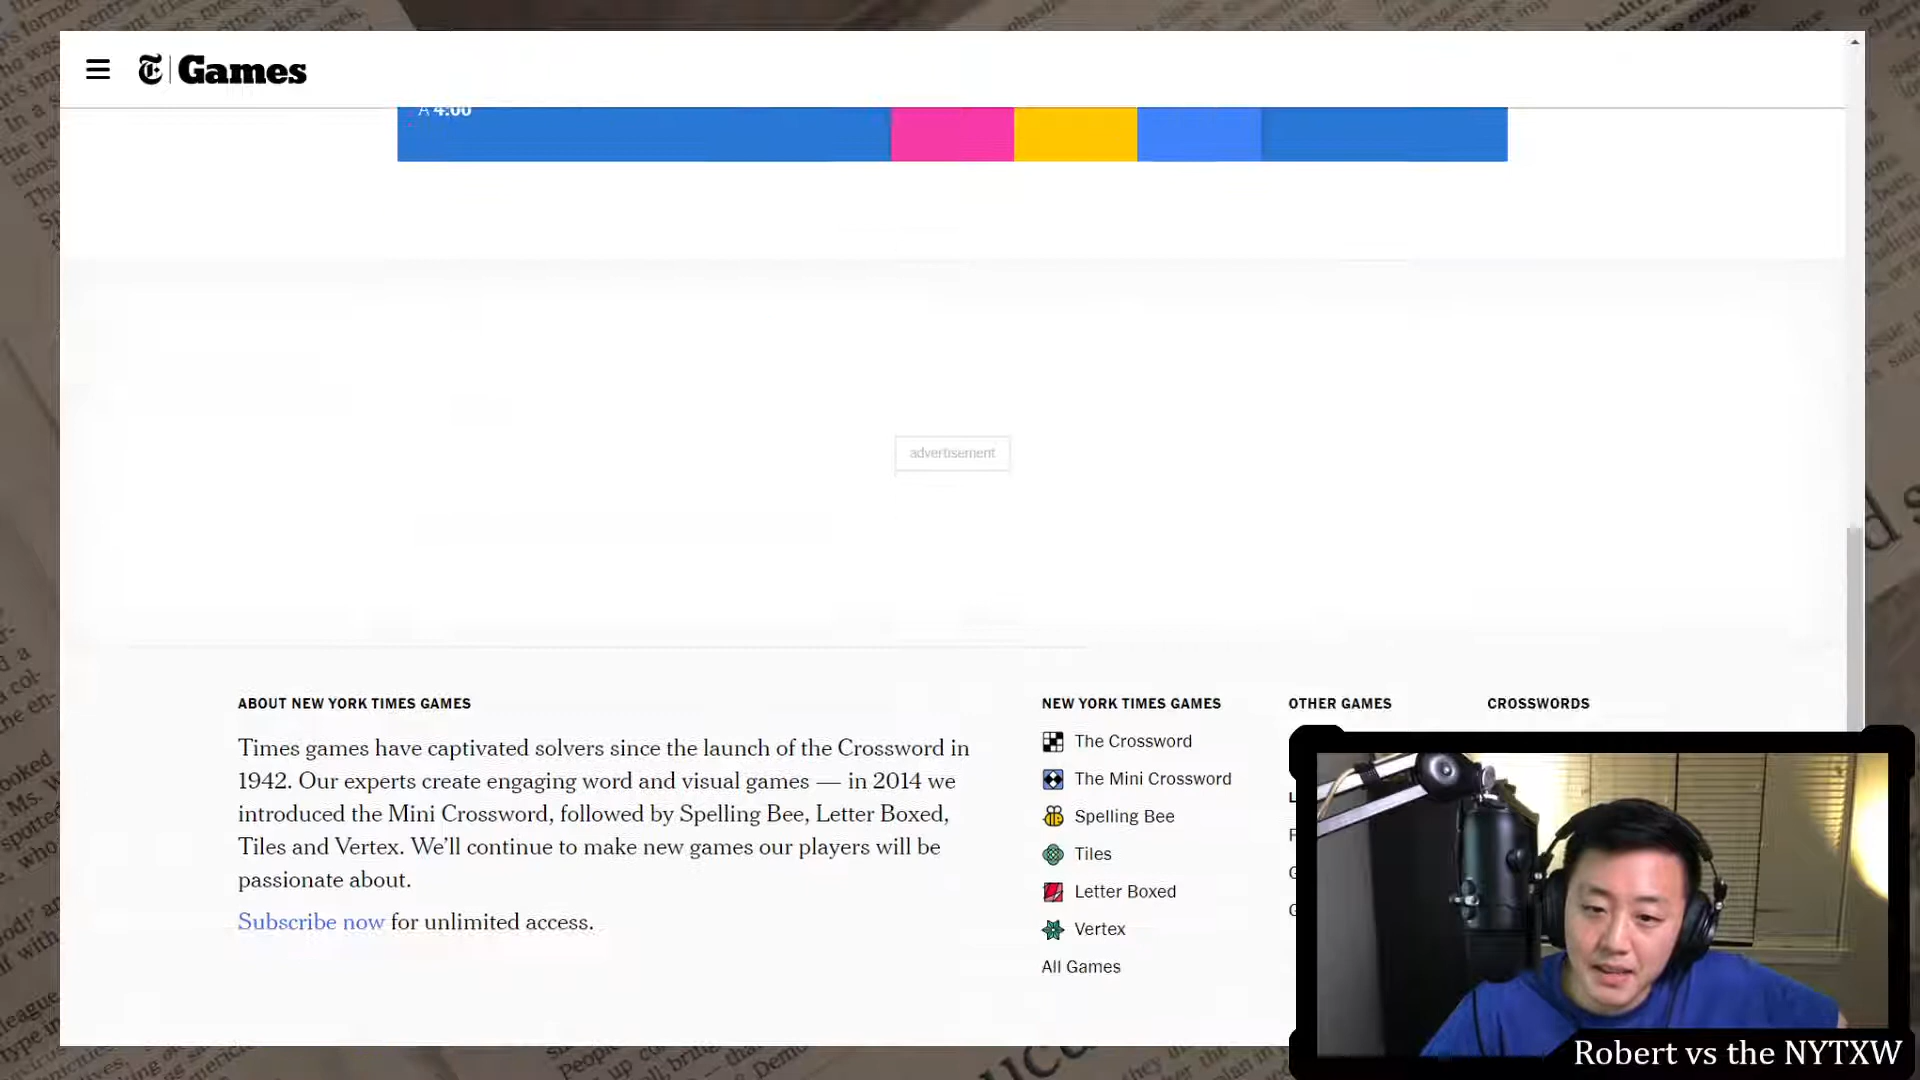 Games
A 4:00
advertisement
ABOUT NEW YORK TIMES GAMES
Times games have captivated solvers since the launch of the Crossword in
1942. Our experts create engaging word and visual games — in 2014 we
introduced the Mini Crossword, followed by Spelling Bee, Letter Boxed,
Tiles and Vertex. We’ll continue to make new games our players will be
passionate about.
Subscribe now for unlimited access.
NEW YORK TIMES GAMES
The Crossword
The Mini Crossword
Spelling Bee
Tiles
Letter Boxed
Vertex
All Games
OTHER GAMES
CROSSWORDS
Robert vs the NYTXW